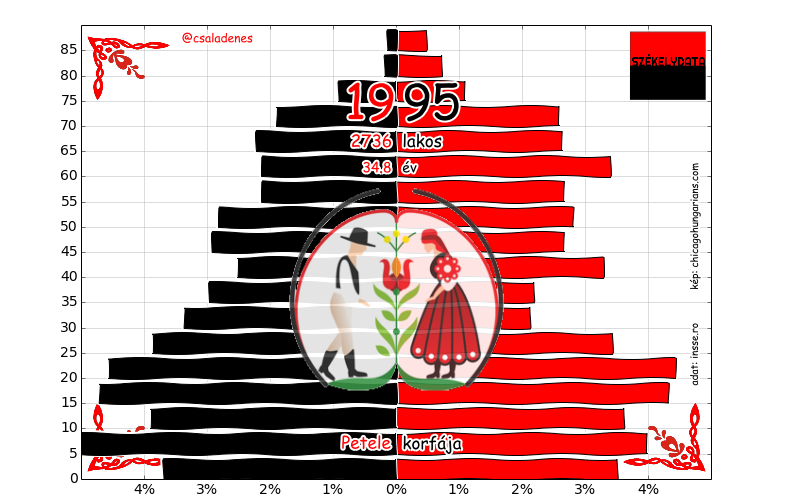 @csaladenes
SZÉKELYDATA
1995
2736 lakos
34.8 év
kép: chicagohungarians.com
adat: insse.ro
Petele korfája
85
80
75
70
65
60
55
50
45
40
35
30
25
20
15
10
5
0
4% 3% 2% 1% 0% 1% 2% 3% 4%